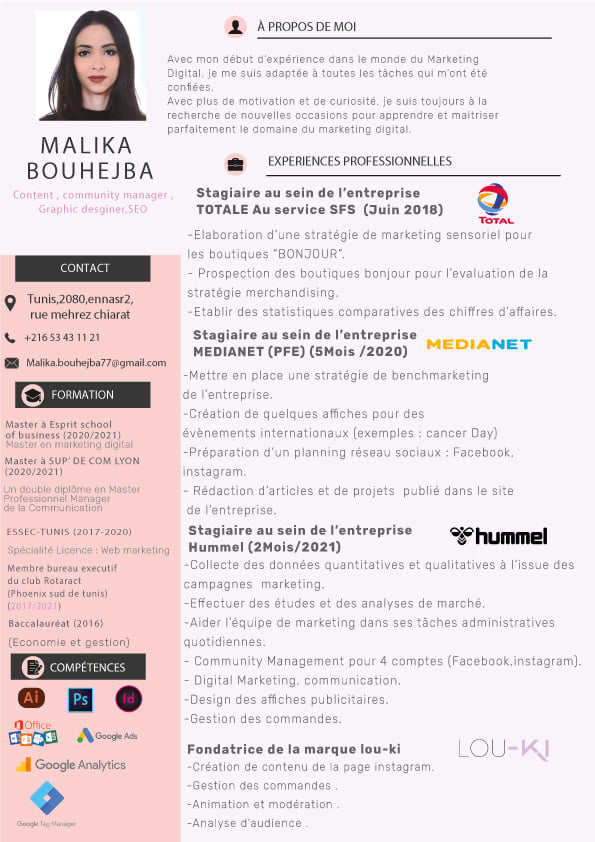 MALIKA
BOUHEJBA
Content , community manager ,
Graphic desginer,SEO
CONTACT
Tunis,2080,ennasr2,
rue mehrez chiarat
+216 53 43 11 21
Malika.bouhejba77@gmail.com
FORMATION
Master à Esprit school
of business (2020/2021)
Master en marketing digital
Master à SUP' DE COM LYON
(2020/2021)
Un double diplôm en Master
Professionnel Manager
de la Communication
ESSEC-TUNIS (2017-2020)
Spécialité Licence : Web marketing
Membre bureau executif
du club Rotaract
(Phoenix sud de tunis)
(2017/2021)
Baccalauréat (2016)
(Economie et gestion)
COMPÉTENCES
Ai
Ps
Id
Office
Google Ads
Google Analytics
Google Tag Manager
À PROPOS DE MOI
Avec mon début d'expérience dans le monde du Marketing
Digital, je me suis adaptée à toutes les tâches qui m'ont été
confiées.
Avec plus de motivation et de curiosité, je suis toujours à la
recherche de nouvelles occasions pour apprendre et maitriser
parfaitement le domaine du marketing digital.
EXPERIENCES PROFESSIONNELLES
Stagiaire au sein de l'entreprise
TOTALE Au service SFS (Juin 2018)
TOTAL
-Elaboration d'une stratégie de marketing sensoriel pour
les boutiques "BONJOUR".
- Prospection des boutiques bonjour pour l'evaluation de la
stratégie merchandising.
-Etablir des statistiques comparatives des chiffres d'affaires.
Stagiaire au sein de l'entreprise
MEDIANET (PFE) (5Mois /2020)
MEDIANET
-Mettre en place une stratégie de benchmarketing
de l'entreprise.
-Création de quelques affiches pour des
évènements internationaux (exemples : cancer Day)
-Préparation d'un planning réseau sociaux : Facebook,
instagram.
- Rédaction d'articles et de projets publié dans le site
de l'entreprise.
Stagiaire au sein de l'entreprise
Hummel (2Mois/2021)
hummel
-Collecte des données quantitatives et qualitatives à l'issue des
campagnes marketing.
-Effectuer des études et des analyses de marché.
-Aider l'équipe de marketing dans ses tâches administratives
quotidiennes.
- Community Management pour 4 comptes (Facebook,instagram).
- Digital Marketing, communication.
-Design des affiches publicitaires.
-Gestion des commandes.
Fondatrice de la marque lou-ki
LOU-KI
-Création de contenu de la page instagram.
-Gestion des commandes .
-Animation et modération .
-Analyse d'audience .